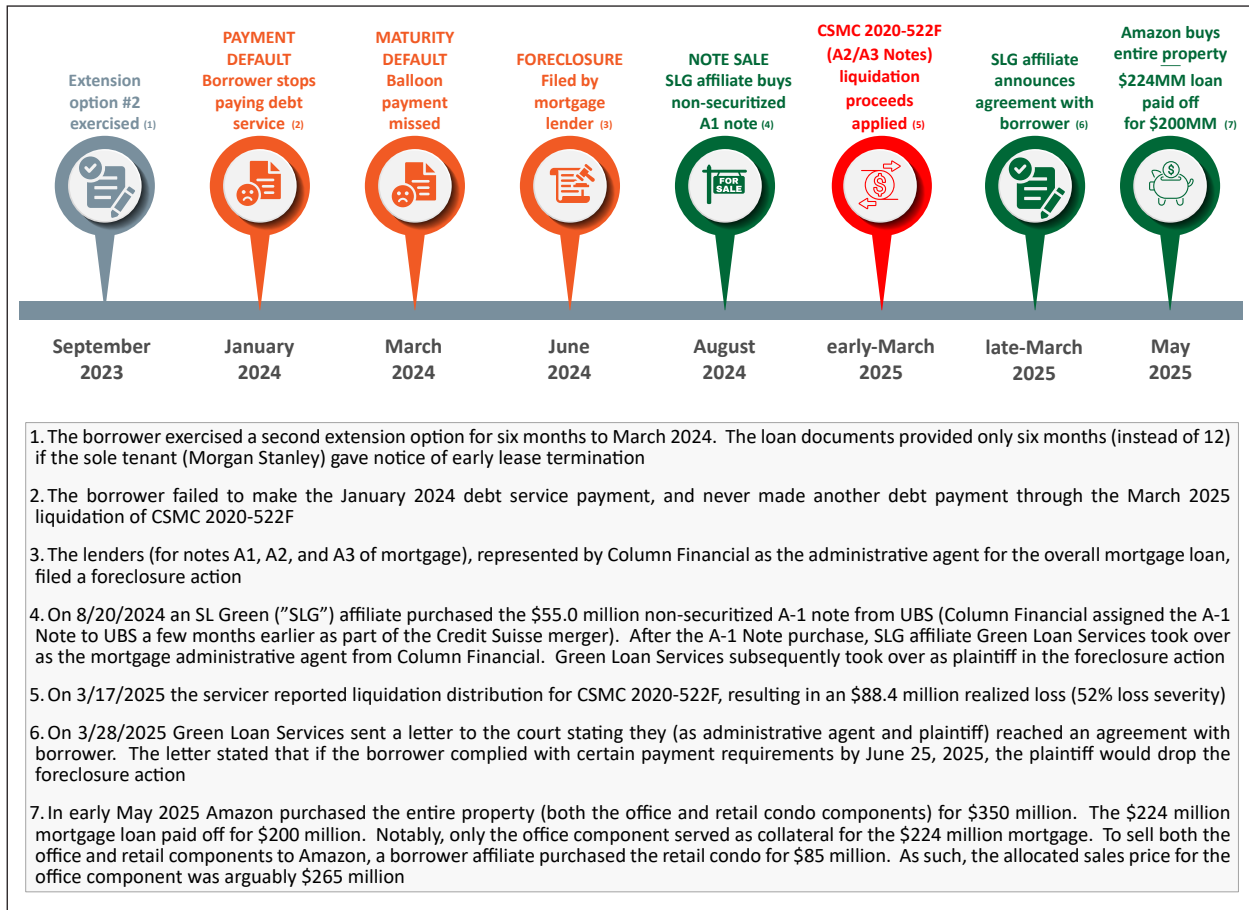 Extension
option #2
exercised (1)
PAYMENT
DEFAULT
Borrower stops
paying debt
service (2)
MATURITY
DEFAULT
Balloon
payment
missed
FORECLOSURE
Filed by
mortgage
lender (3)
NOTE SALE
SLG affiliate buys
non-securitized
A1 note (4)
CSMC 2020-522F
(A2/A3 Notes)
liquidation
proceeds
applied (5)
SLG affiliate
announces
agreement with
borrower (6)
Amazon buys
entire property
$224MM loan
paid off
for $200MM (7)
FOR
SALE
September
2023
January
2024
March
2024
June
2024
August
2024
early-March
2025
late-March
2025
May
2025
1. The borrower exercised a second extension option for six months to March 2024. The loan documents provided only six months (instead of 12)
if the sole tenant (Morgan Stanley) gave notice of early lease termination
2. The borrower failed to make the January 2024 debt service payment, and never made another debt payment through the March 2025
liquidation of CSMC 2020-522F
3. The lenders (for notes A1, A2, and A3 of mortgage), represented by Column Financial as the administrative agent for the overall mortgage loan,
filed a foreclosure action
4. On 8/20/2024 an SL Green ("SLG") affiliate purchased the $55.0 million non-securitized A-1 note from UBS (Column Financial assigned the A-1
Note to UBS a few months earlier as part of the Credit Suisse merger). After the A-1 Note purchase, SLG affiliate Green Loan Services took over
as the mortgage administrative agent from Column Financial. Green Loan Services subsequently took over as plaintiff in the foreclosure action
5. On 3/17/2025 the servicer reported liquidation distribution for CSMC 2020-522F, resulting in an $88.4 million realized loss (52% loss severity)
6. On 3/28/2025 Green Loan Services sent a letter to the court stating they (as administrative agent and plaintiff) reached an agreement with
borrower. The letter stated that if the borrower complied with certain payment requirements by June 25, 2025, the plaintiff would drop the
foreclosure action
7. In early May 2025 Amazon purchased the entire property (both the office and retail condo components) for $350 million. The $224 million
mortgage loan paid off for $200 million. Notably, only the office component served as collateral for the $224 million mortgage. To sell both the
office and retail components to Amazon, a borrower affiliate purchased the retail condo for $85 million. As such, the allocated sales price for the
office component was arguably $265 million